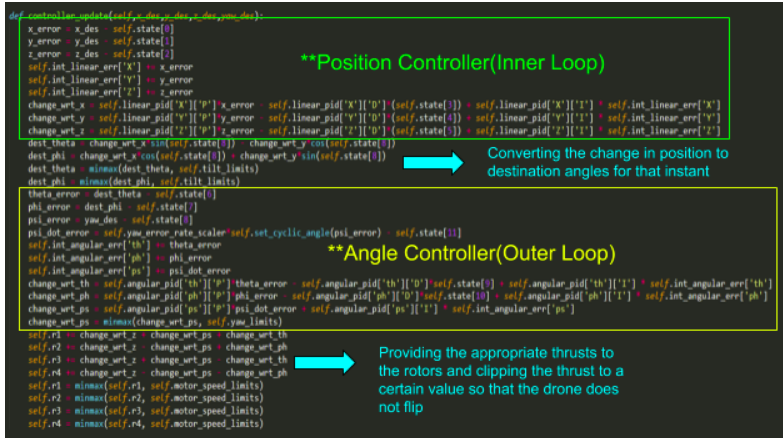 def controller_update(self,x_des,y_des,z_des,yaw_des):
x_error = x_des - self.state[0]
y_error = y_des - self.state[1]
z_error = z_des - self.state[2]
self.int_linear_err['X'] += x_error
self.int_linear_err['Y'] += y_error
self.int_linear_err['Z'] += z_error
**Position Controller(Inner Loop)
change_wrt_x = self.linear_pid['X']['P']*x_error - self.linear_pid['X']['D']*(self.state[3]) + self.linear_pid['X']['I'] * self.int_linear_err['X']
change_wrt_y = self.linear_pid['Y']['P']*y_error - self.linear_pid['Y']['D']*(self.state[4]) + self.linear_pid['Y']['I'] * self.int_linear_err['Y']
change_wrt_z = self.linear_pid['Z']['P']*z_error - self.linear_pid['Z']['D']*(self.state[5]) + self.linear_pid['Z']['I'] * self.int_linear_err['Z']
dest_theta = change_wrt_x*sin(self.state[8]) - change_wrt_y*cos(self.state[8])
dest_phi = change_wrt_x*cos(self.state[8]) + change_wrt_y*sin(self.state[8])
dest_theta = minmax(dest_theta, self.tilt_limits)
dest_phi = minmax(dest_phi, self.tilt_limits)
Converting the change in position to
destination angles for that instant
theta_error = dest_theta - self.state[6]
phi_error = dest_phi - self.state[7]
psi_error = yaw_des - self.state[8]
psi_dot_error = self.yaw_error_rate_scaler*self.set_cyclic_angle(psi_error) - self.state[11]
self.int_angular_err['th'] += theta_error
self.int_angular_err['ph'] += phi_error
self.int_angular_err['ps'] += psi_dot_error
**Angle Controller(Outer Loop)
change_wrt_th = self.angular_pid['th']['P']*theta_error - self.angular_pid['th']['D']*self.state[9] + self.angular_pid['th']['I'] * self.int_angular_err['th']
change_wrt_ph = self.angular_pid['ph']['P']*phi_error - self.angular_pid['ph']['D']*self.state[10] + self.angular_pid['ph']['I'] * self.int_angular_err['ph']
change_wrt_ps = self.angular_pid['ps']['P']*psi_dot_error + self.angular_pid['ps']['I'] * self.int_angular_err['ps']
change_wrt_ps = minmax(change_wrt_ps, self.yaw_limits)
self.r1 += change_wrt_z + change_wrt_ps + change_wrt_th
self.r2 += change_wrt_z - change_wrt_ps + change_wrt_ph
self.r3 += change_wrt_z + change_wrt_ps - change_wrt_th
self.r4 += change_wrt_z - change_wrt_ps - change_wrt_ph
self.r1 = minmax(self.r1, self.motor_speed_limits)
self.r2 = minmax(self.r2, self.motor_speed_limits)
self.r3 = minmax(self.r3, self.motor_speed_limits)
self.r4 = minmax(self.r4, self.motor_speed_limits)
Providing the appropriate thrusts to
the rotors and clipping the thrust to a
certain value so that the drone does
not flip